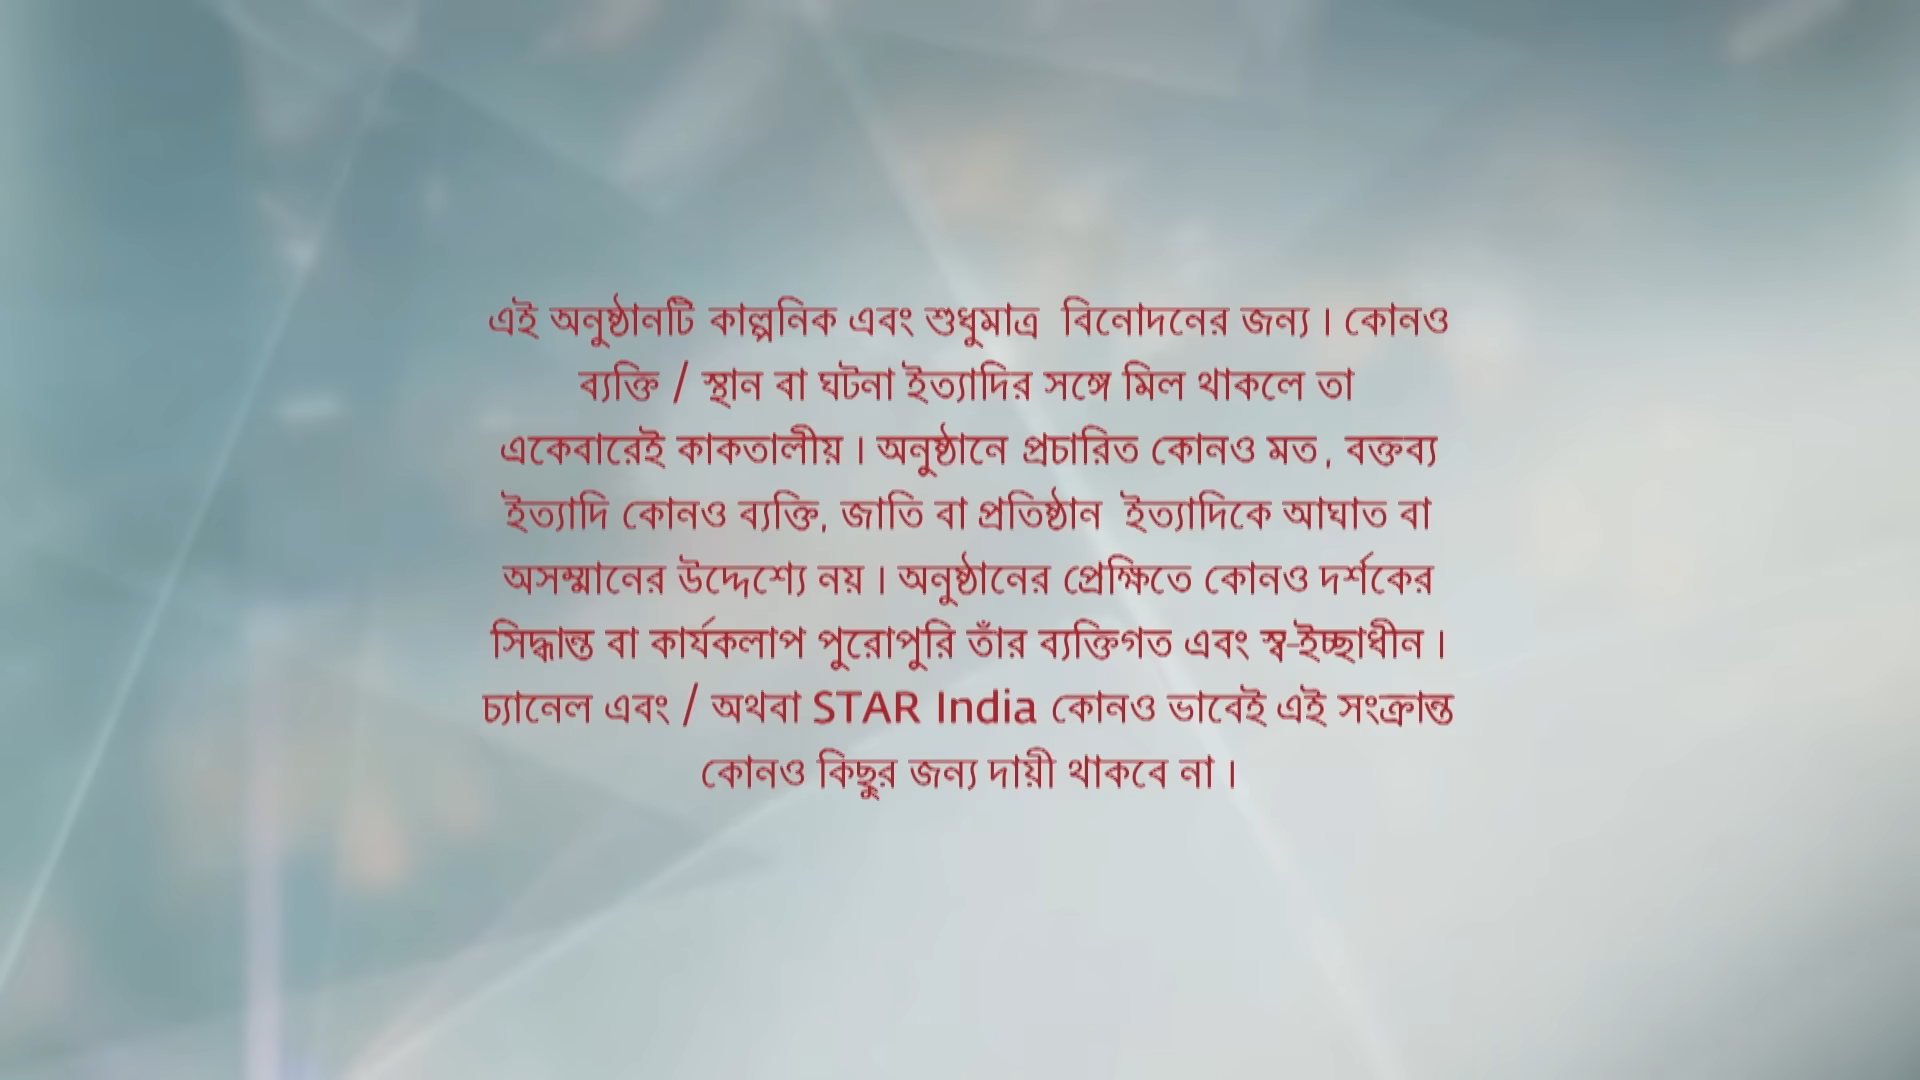 এই অনুষ্ঠানটি কাল্পনিক এবং শুধুমাত্র বিনোদনের জন্য । কোনও
ব্যক্তি / স্থান বা ঘটনা ইত্যাদির সঙ্গে মিল থাকলে তা
একেবারেই কাকতালীয় । অনুষ্ঠানে প্রচারিত কোনও মত , বক্তব্য
ইত্যাদি কোনও ব্যক্তি, জাতি বা প্রতিষ্ঠান ইত্যাদিকে আঘাত বা
অসম্মানের উদ্দেশ্যে নয় । অনুষ্ঠানের প্রেক্ষিতে কোনও দর্শকের
সিদ্ধান্ত বা কার্যকলাপ পুরোপুরি তাঁর ব্যক্তিগত এবং স্ব-ইচ্ছাধীন ।
চ্যানেল এবং / অথবা STAR India কোনও ভাবেই এই সংক্রান্ত
কোনও কিছুর জন্য দায়ী থাকবে না ।